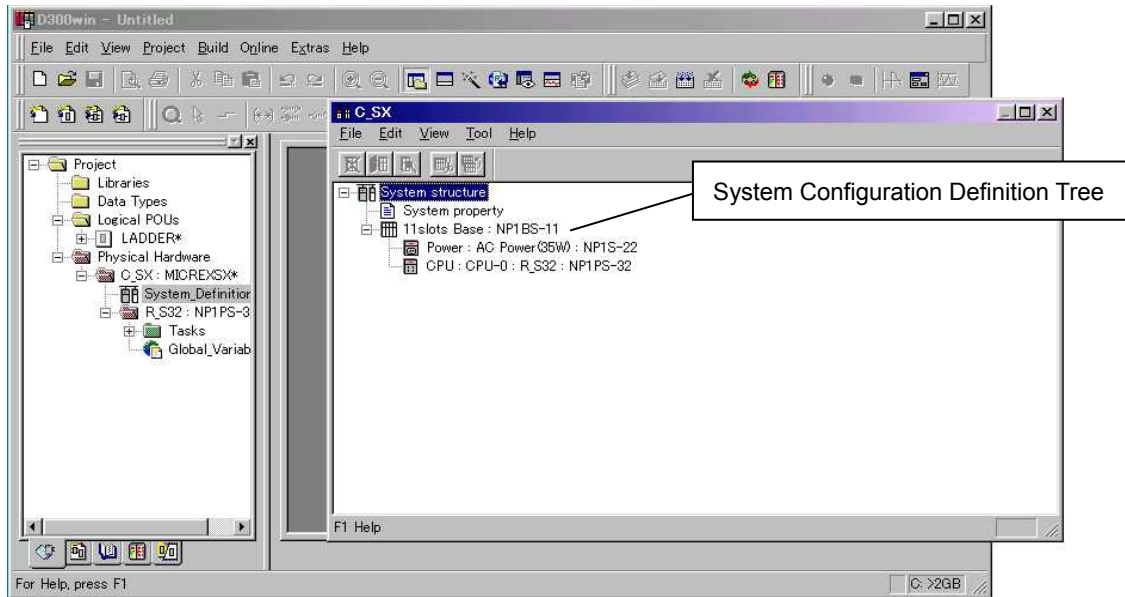 D300win - Untitled
File Edit View Project Build Online Extras Help
C_SX
File Edit View Tool Help
Project
Libraries
Data Types
Logical POUs
LADDER*
Physical Hardware
C_SX : MICREXSX*
System_Definition
R_S32 : NP1PS-3
Tasks
Global_Variab
System structure
System property
11slots Base : NP1BS-11
Power : AC Power(35W) : NP1S-22
CPU : CPU-0 : R_S32 : NP1PS-32
System Configuration Definition Tree
F1 Help
For Help, press F1
C: >2GB